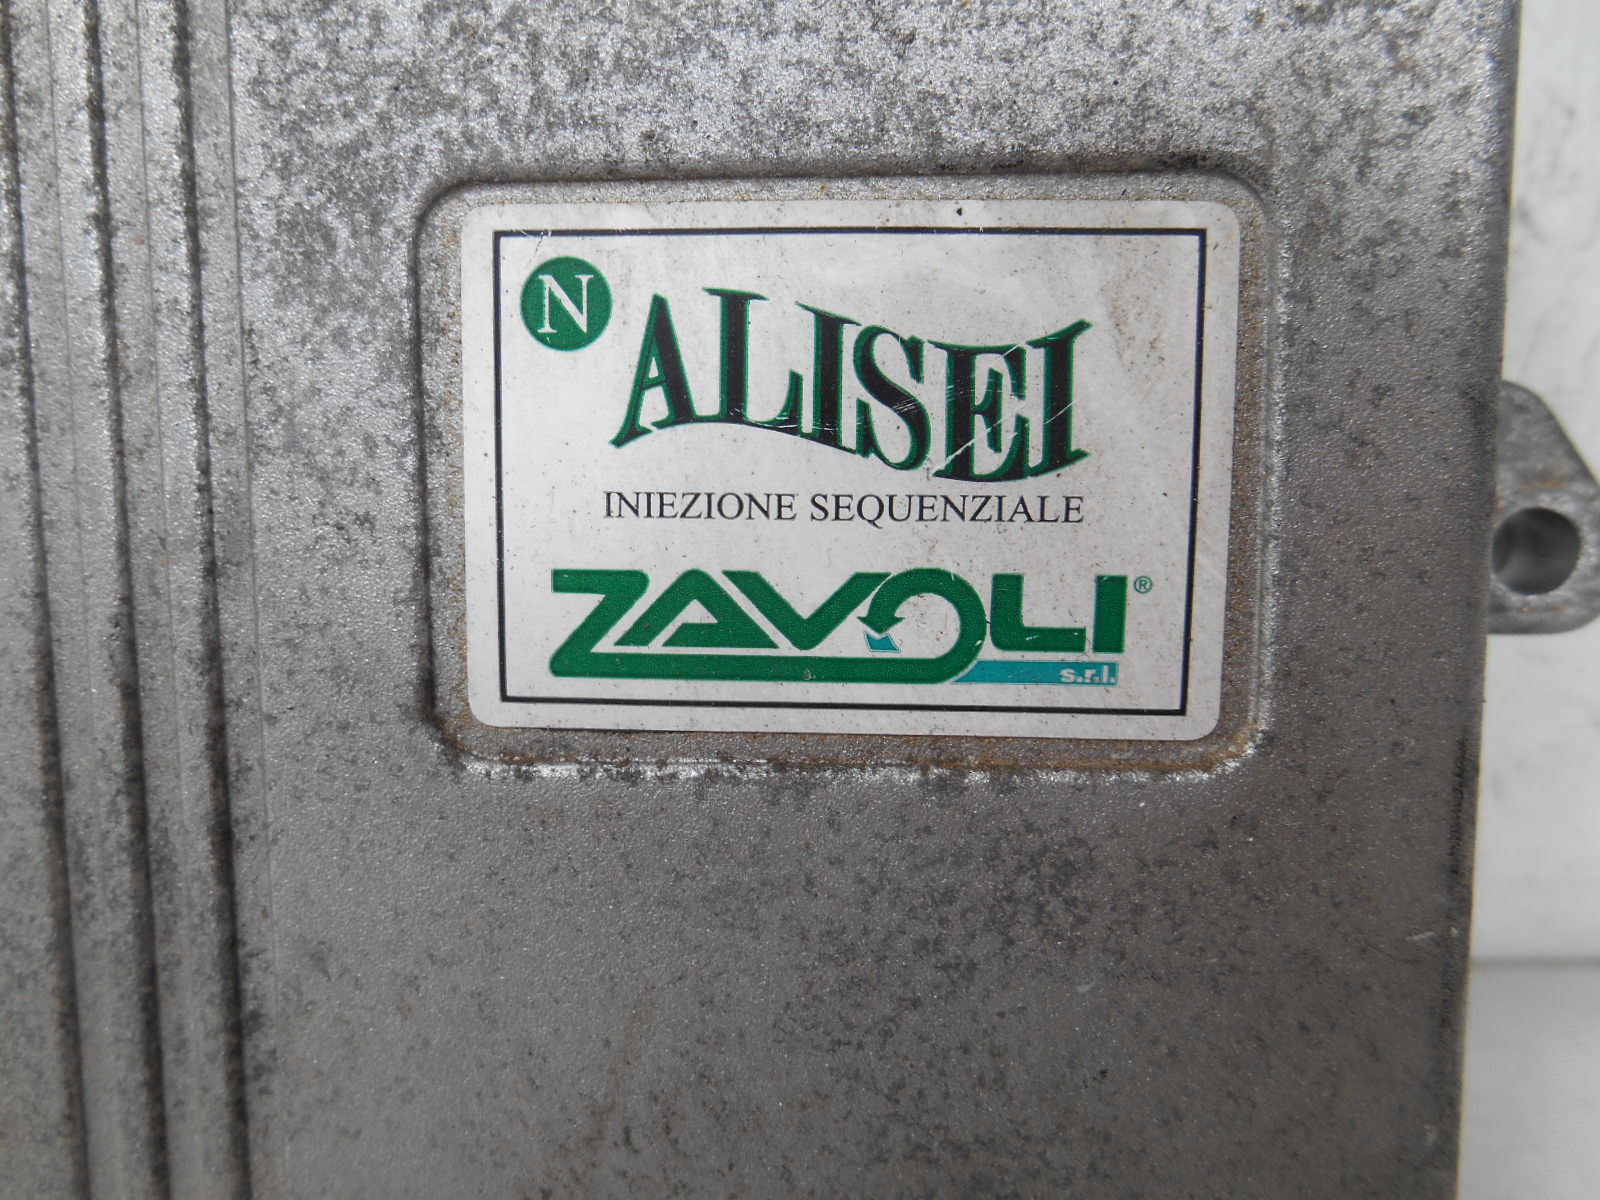 N
ALISEI
INIEZIONE SEQUENZIALE
ZAVOLI®
s.r.l.